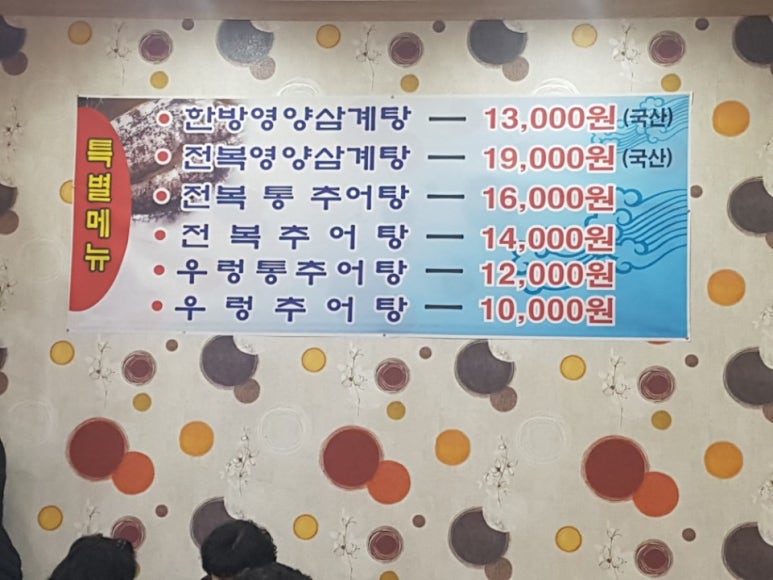 특별메뉴
• 한방영양삼계탕 — 13,000원 (국산)
• 전복영양삼계탕 — 19,000원 (국산)
• 전복 통 추어탕 — 16,000원
• 전 복 추 어 탕 — 14,000원
• 우렁통추어탕 — 12,000원
• 우 렁 추 어 탕 — 10,000원